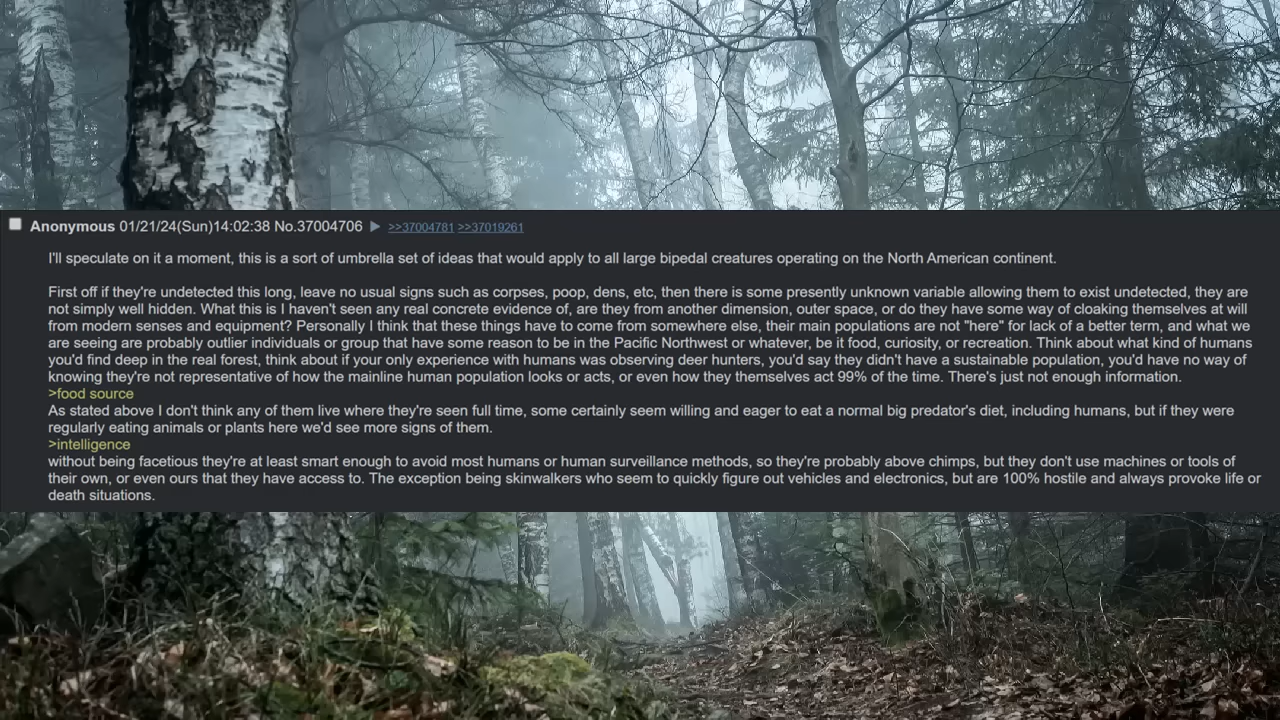 Anonymous 01/21/24(Sun)14:02:38 No.37004706 ▶ >>37004781 >>37019261
I'll speculate on it a moment, this is a sort of umbrella set of ideas that would apply to all large bipedal creatures operating on the North American continent.
First off if they're undetected this long, leave no usual signs such as corpses, poop, dens, etc, then there is some presently unknown variable allowing them to exist undetected, they are
not simply well hidden. What this is I haven't seen any real concrete evidence of, are they from another dimension, outer space, or do they have some way of cloaking themselves at will
from modern senses and equipment? Personally I think that these things have to come from somewhere else, their main populations are not "here" for lack of a better term, and what we
are seeing are probably outlier individuals or group that have some reason to be in the Pacific Northwest or whatever, be it food, curiosity, or recreation. Think about what kind of humans
you'd find deep in the real forest, think about if your only experience with humans was observing deer hunters, you'd say they didn't have a sustainable population, you'd have no way of
knowing they're not representative of how the mainline human population looks or acts, or even how they themselves act 99% of the time. There's just not enough information.
>food source
As stated above I don't think any of them live where they're seen full time, some certainly seem willing and eager to eat a normal big predator's diet, including humans, but if they were
regularly eating animals or plants here we'd see more signs of them.
>intelligence
without being facetious they're at least smart enough to avoid most humans or human surveillance methods, so they're probably above chimps, but they don't use machines or tools of
their own, or even ours that they have access to. The exception being skinwalkers who seem to quickly figure out vehicles and electronics, but are 100% hostile and always provoke life or
death situations.